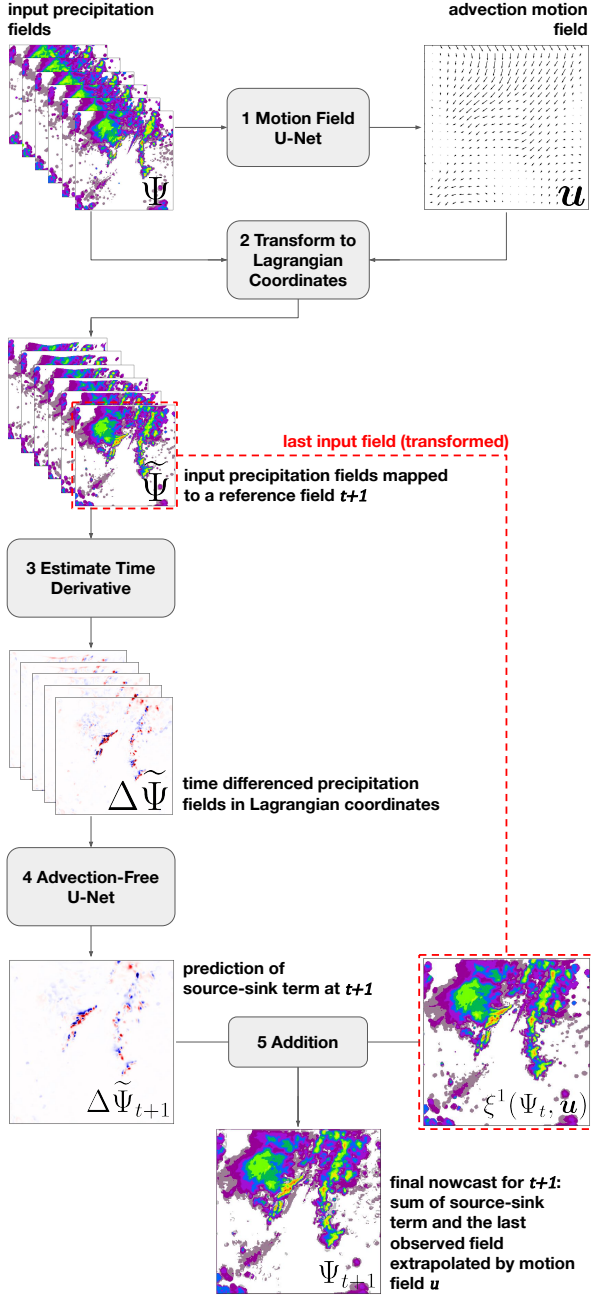 input precipitation
fields
advection motion
field
1 Motion Field
U-Net
Ψ
u
2 Transform to
Lagrangian
Coordinates
last input field (transformed)
Ψ̃
input precipitation fields mapped
to a reference field t+1
3 Estimate Time
Derivative
ΔΨ̃
time differenced precipitation
fields in Lagrangian coordinates
4 Advection-Free
U-Net
prediction of
source-sink term at t+1
5 Addition
ΔΨ̃ₜ₊₁
ξ¹(Ψₜ, u)
final nowcast for t+1:
sum of source-sink
term and the last
observed field
extrapolated by motion
field u
Ψₜ₊₁